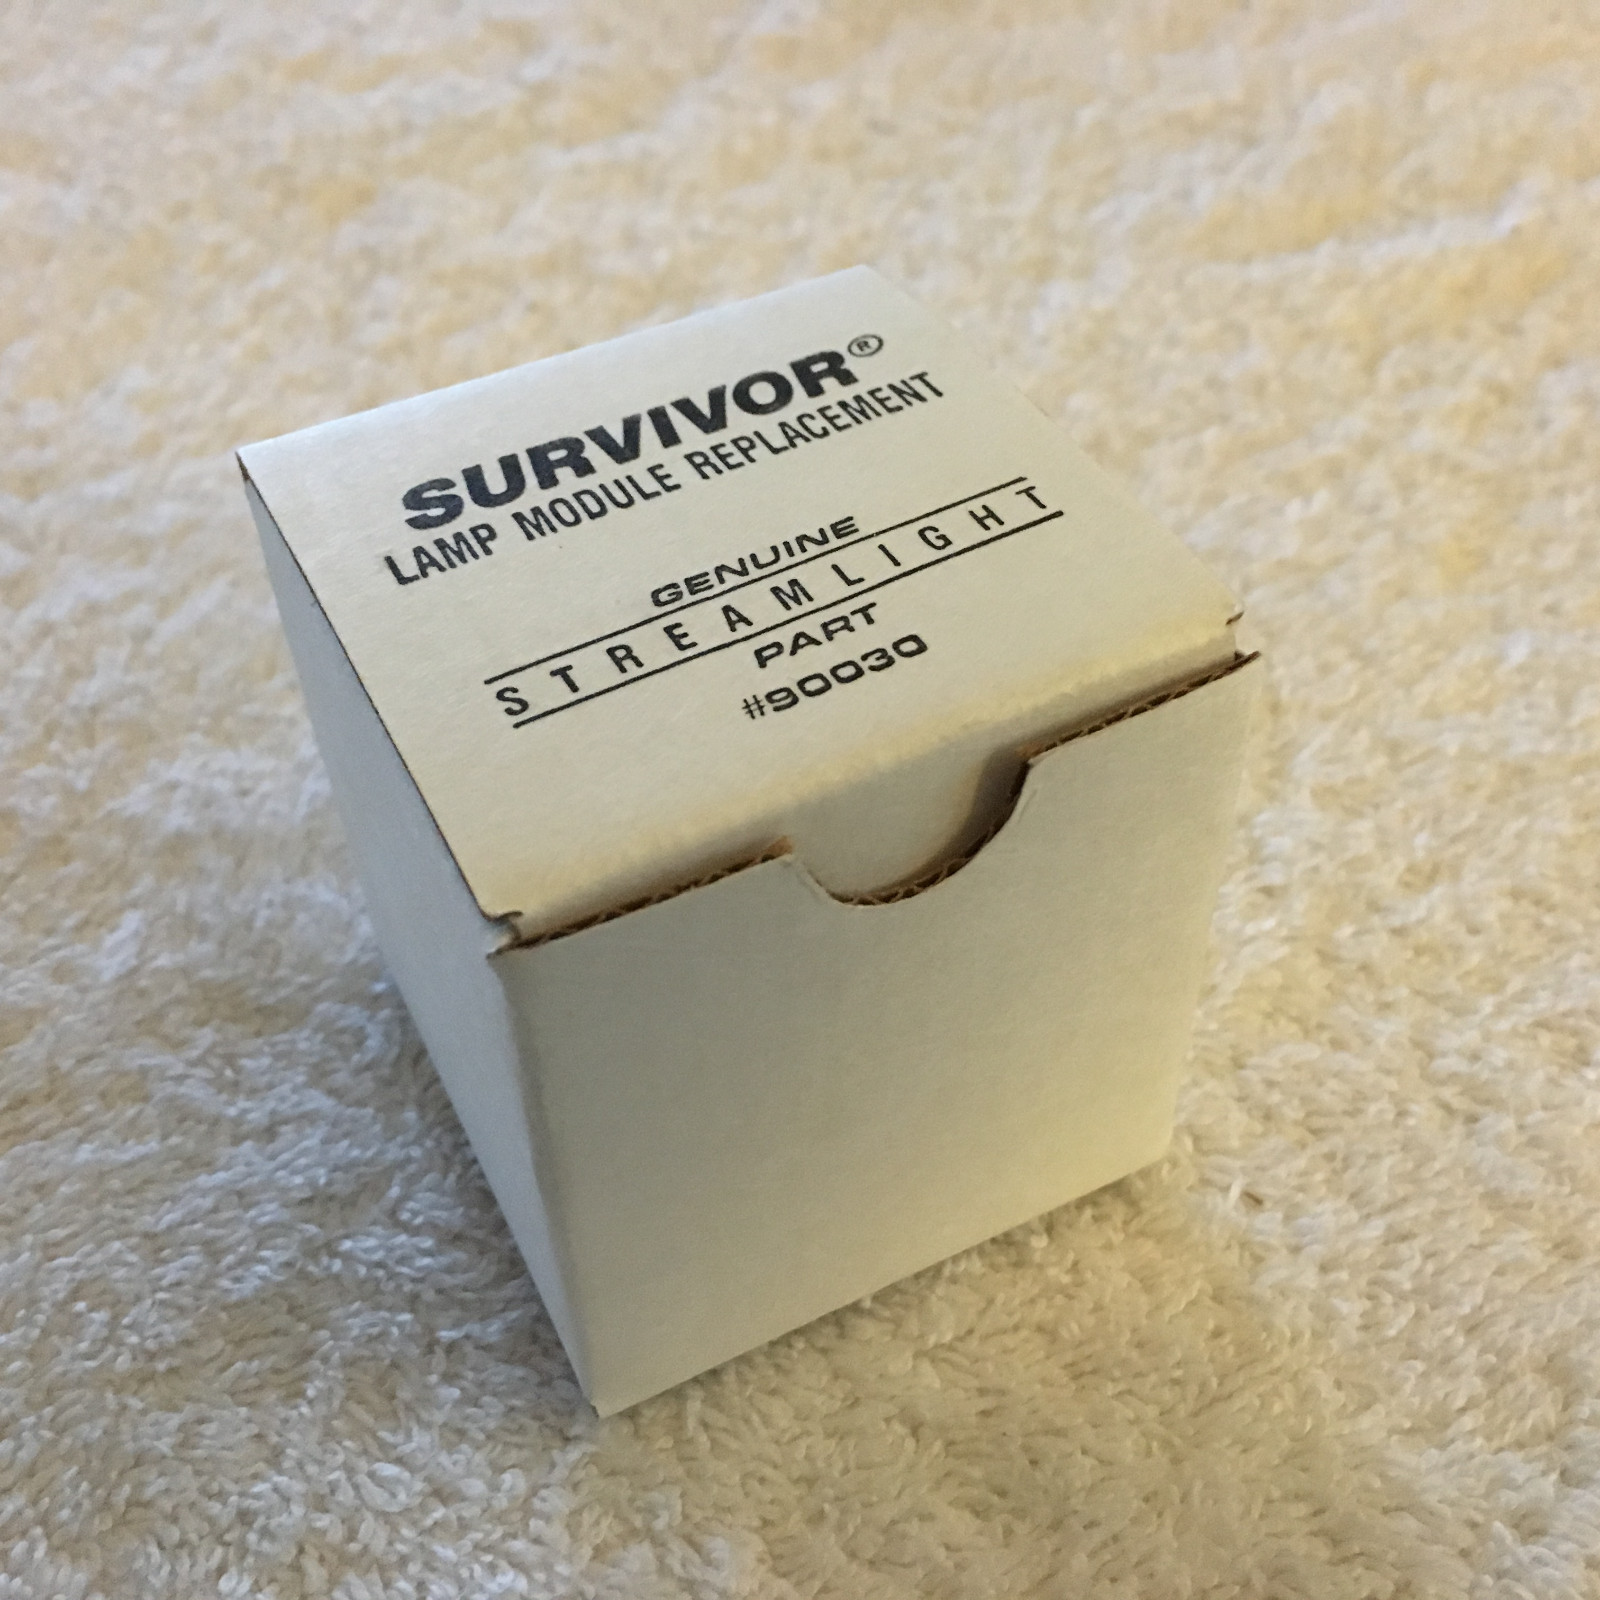 SURVIVOR®
LAMP MODULE REPLACEMENT
GENUINE
STREAMLIGHT
PART
#90030